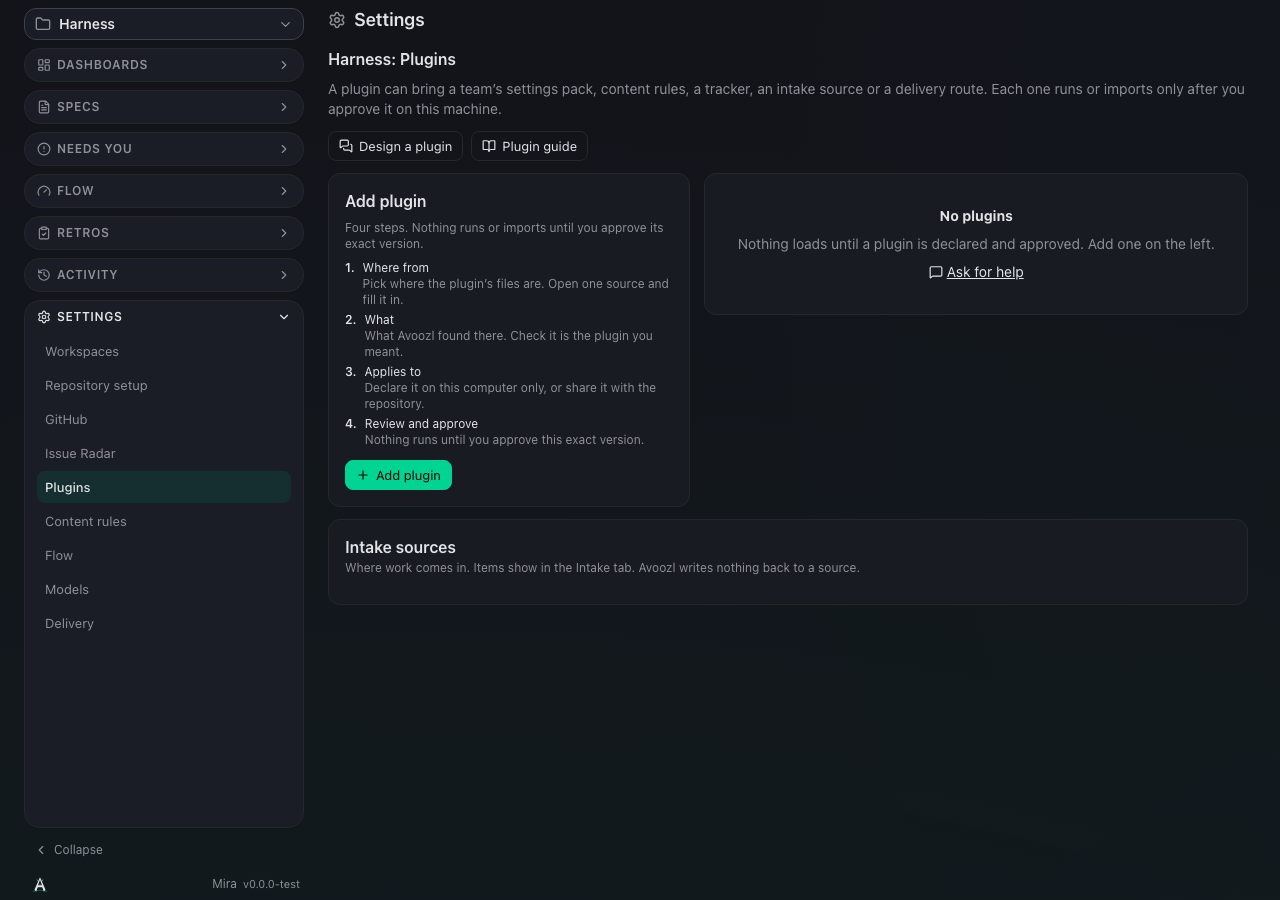 Harness
DASHBOARDS
SPECS
NEEDS YOU
FLOW
RETROS
ACTIVITY
SETTINGS
Workspaces
Repository setup
GitHub
Issue Radar
Plugins
Content rules
Flow
Models
Delivery
Collapse
A
Mira v0.0.0-test
Settings
Harness: Plugins
A plugin can bring a team’s settings pack, content rules, a tracker, an intake source or a delivery route. Each one runs or imports only after you
approve it on this machine.
Design a plugin
Plugin guide
Add plugin
Four steps. Nothing runs or imports until you approve its
exact version.
1. Where from
Pick where the plugin’s files are. Open one source and
fill it in.
2. What
What Avoozl found there. Check it is the plugin you
meant.
3. Applies to
Declare it on this computer only, or share it with the
repository.
4. Review and approve
Nothing runs until you approve this exact version.
Add plugin
No plugins
Nothing loads until a plugin is declared and approved. Add one on the left.
Ask for help
Intake sources
Where work comes in. Items show in the Intake tab. Avoozl writes nothing back to a source.